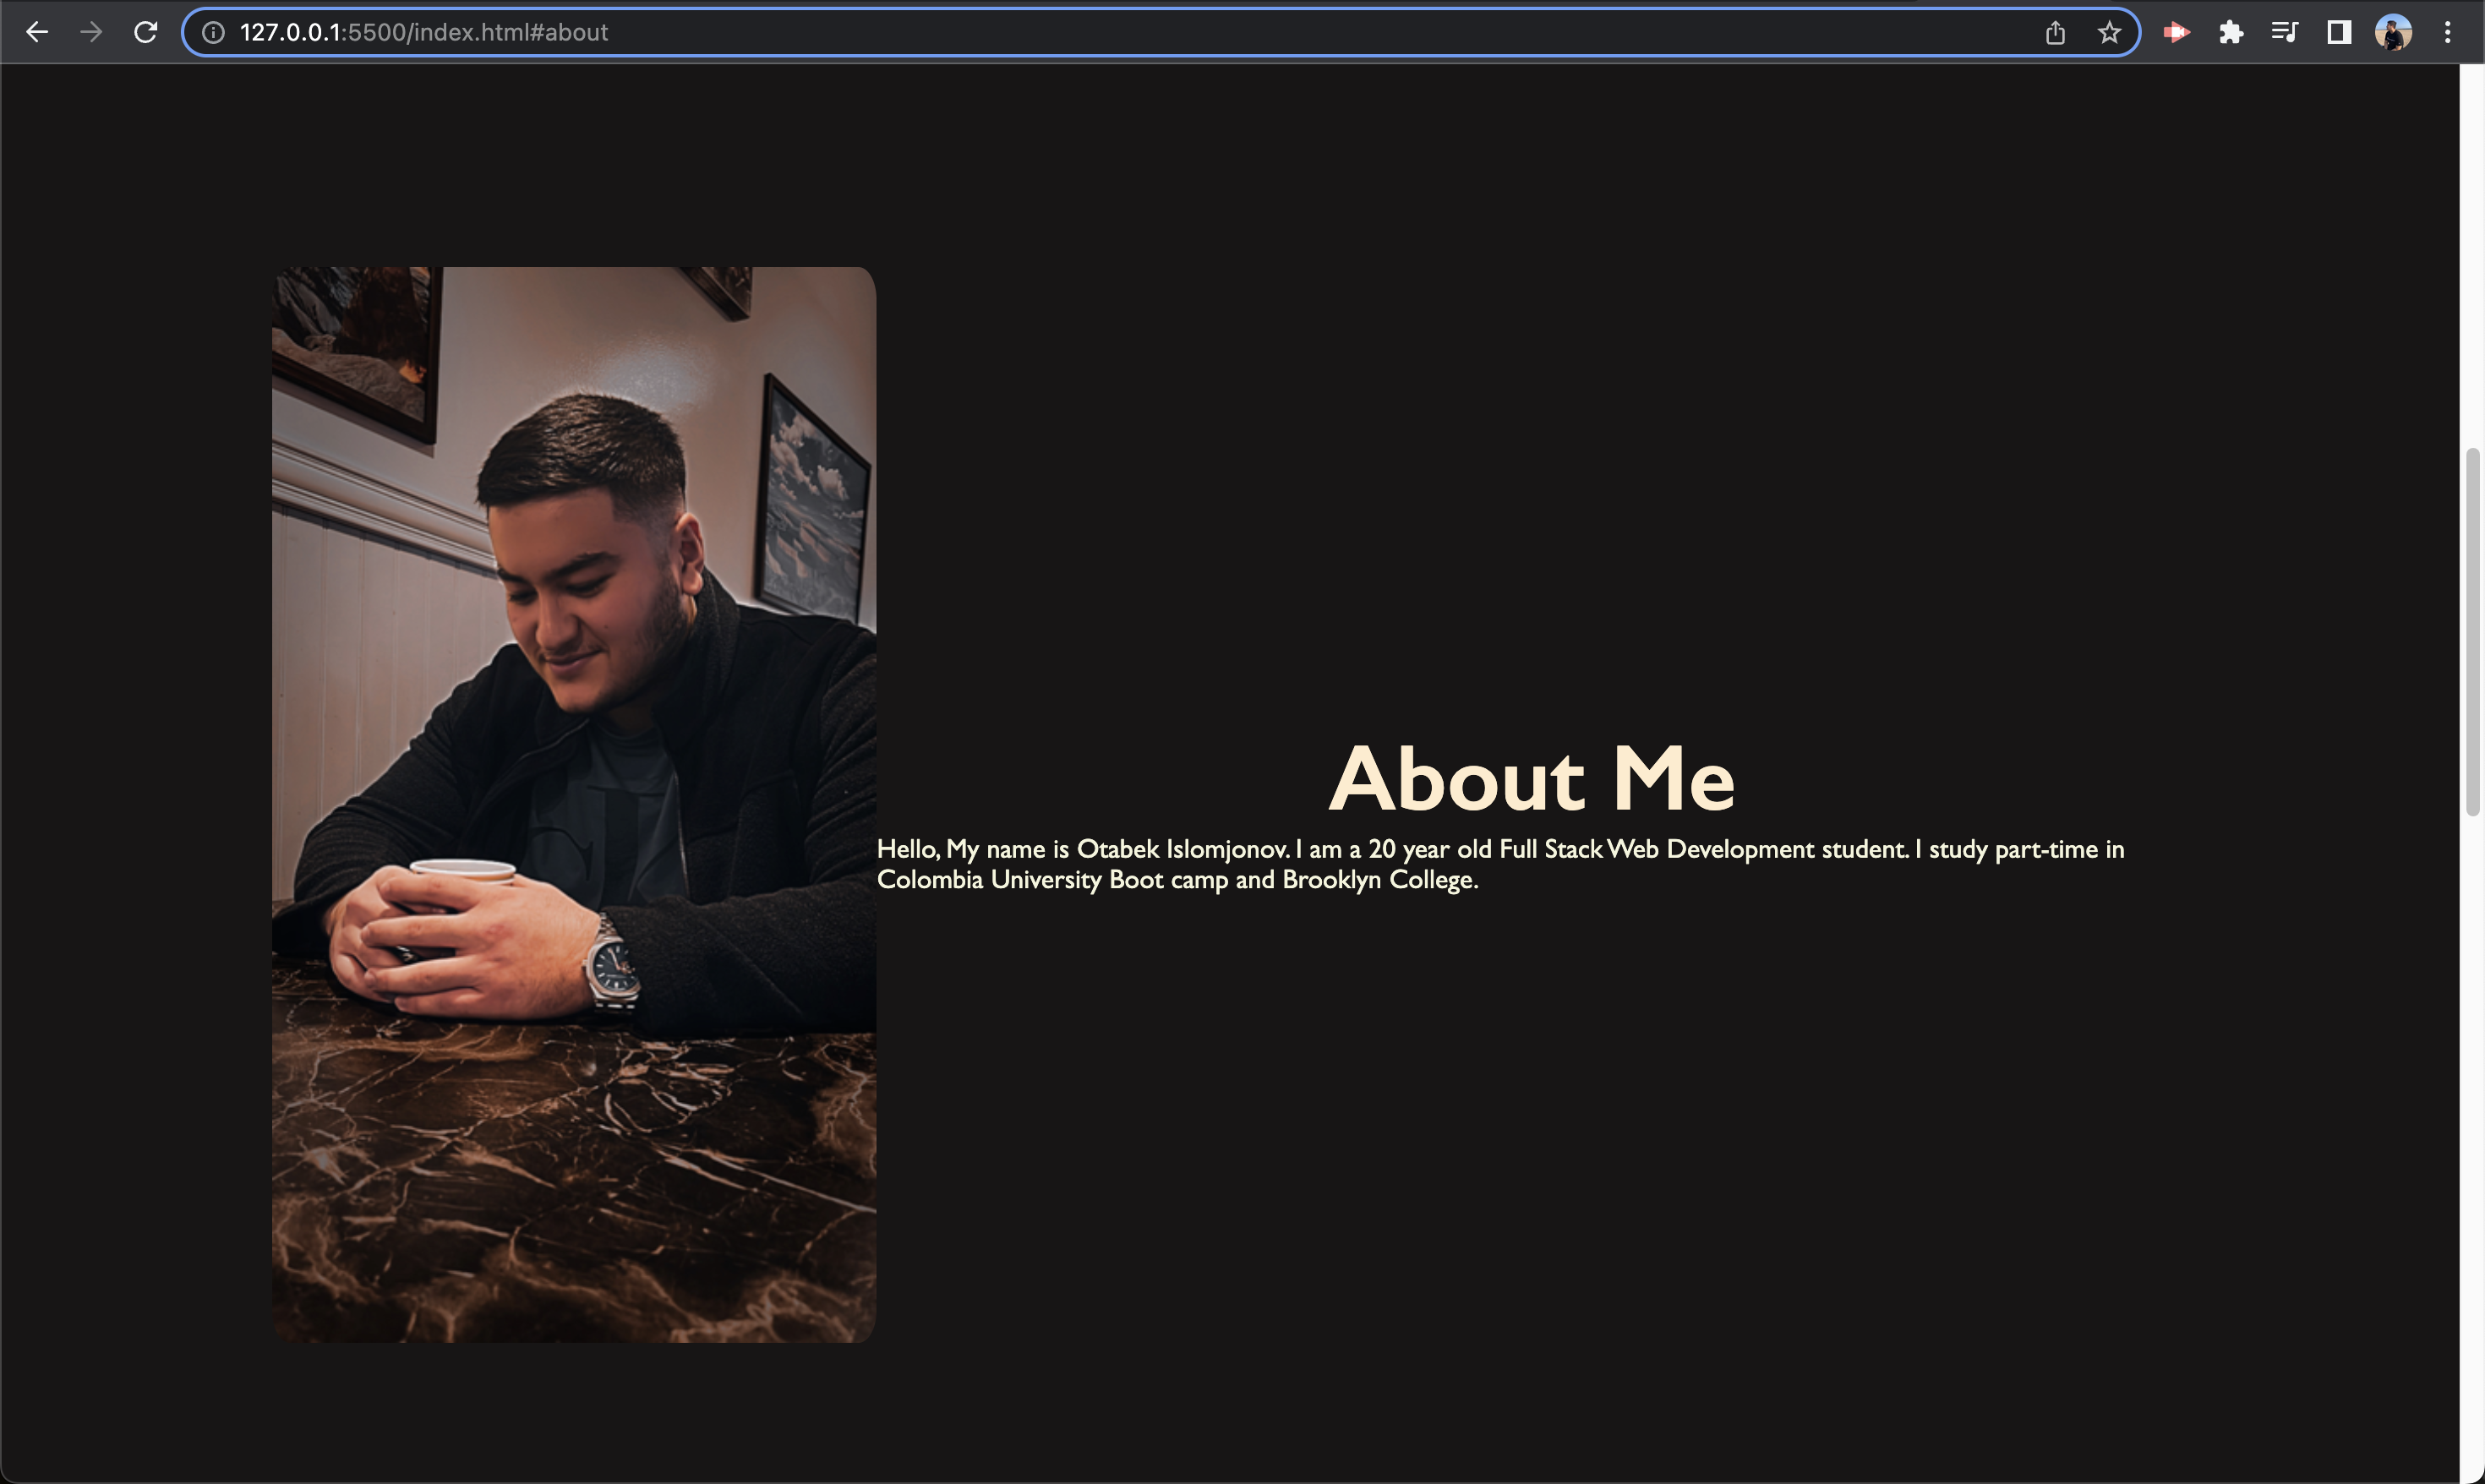 127.0.0.1:5500/index.html#about
About Me
Hello, My name is Otabek Islomjonov. I am a 20 year old Full Stack Web Development student. I study part-time in
Colombia University Boot camp and Brooklyn College.